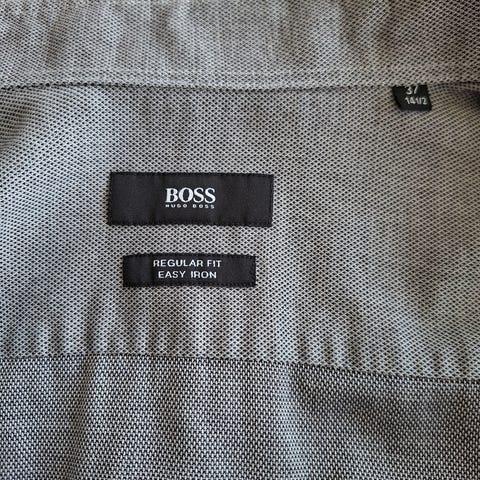 37
14 1/2
BOSS
HUGO BOSS
REGULAR FIT
EASY IRON